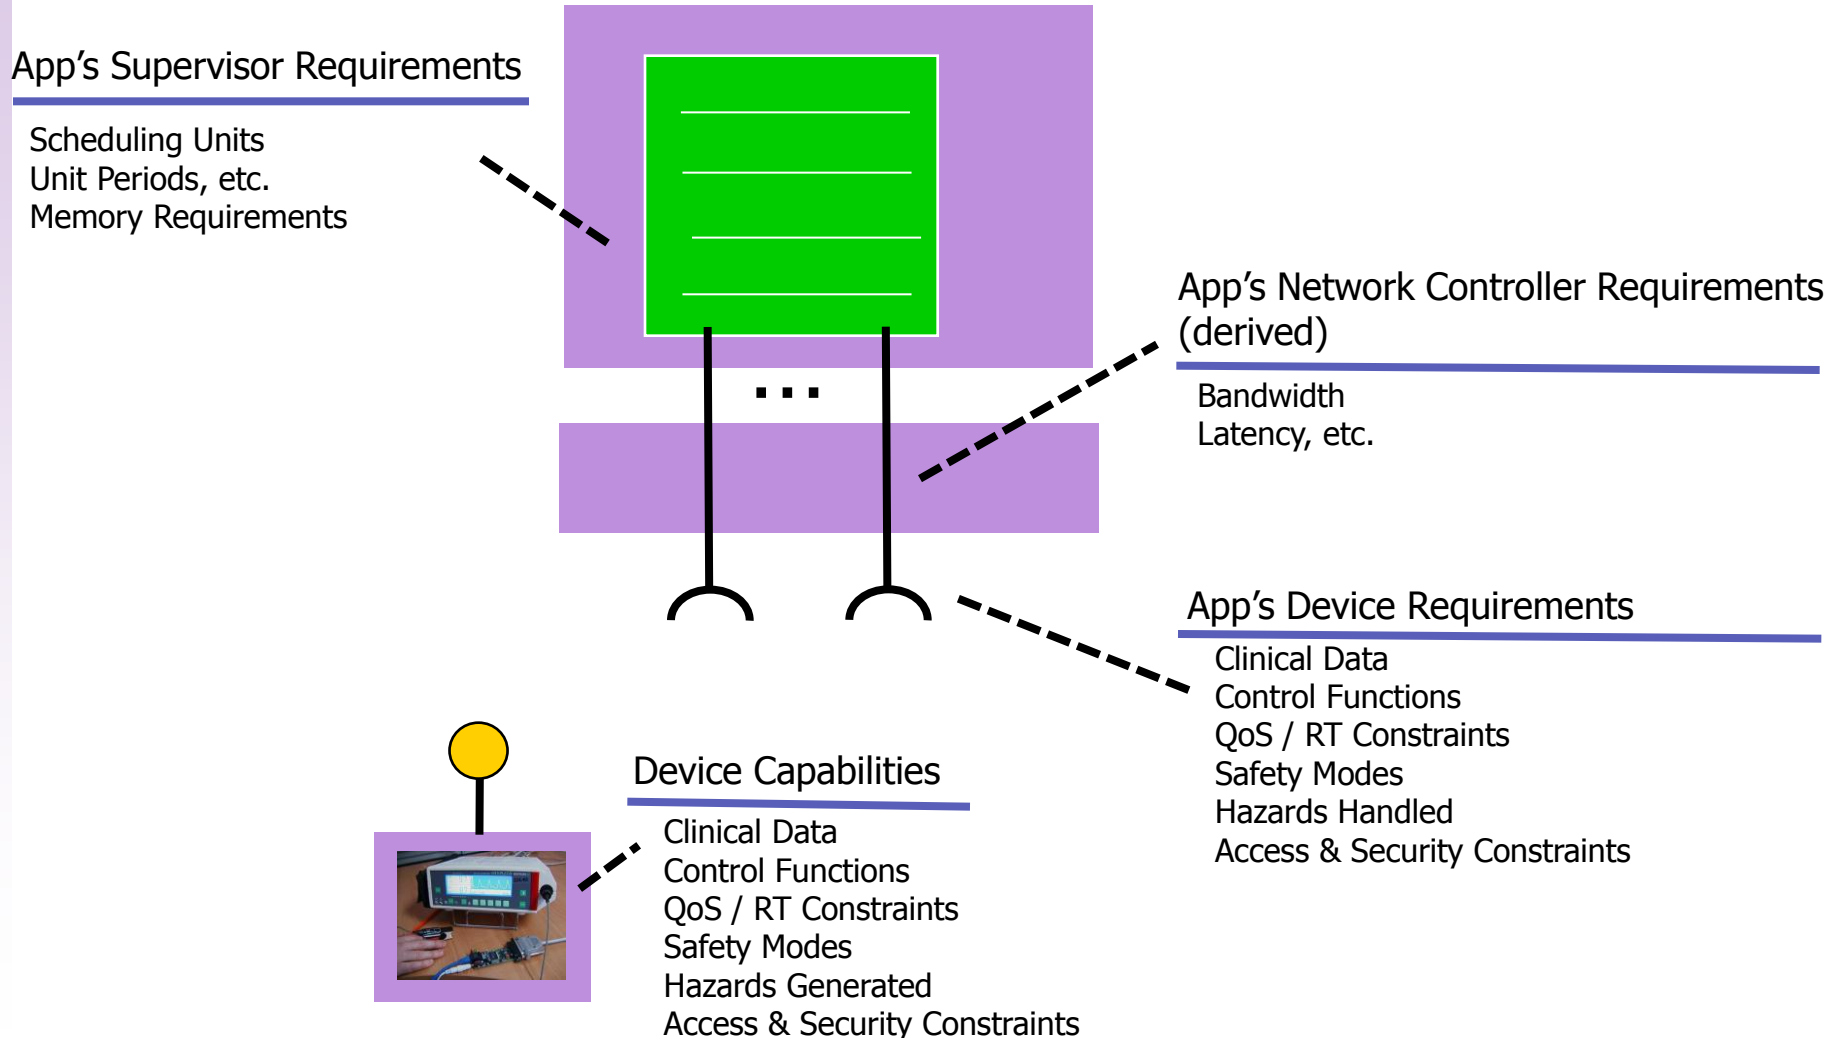 App’s Supervisor Requirements
Scheduling Units
Unit Periods, etc.
Memory Requirements
App’s Network Controller Requirements
(derived)
Bandwidth
Latency, etc.
...
App’s Device Requirements
Clinical Data
Control Functions
QoS / RT Constraints
Safety Modes
Hazards Handled
Access & Security Constraints
Device Capabilities
Clinical Data
Control Functions
QoS / RT Constraints
Safety Modes
Hazards Generated
Access & Security Constraints